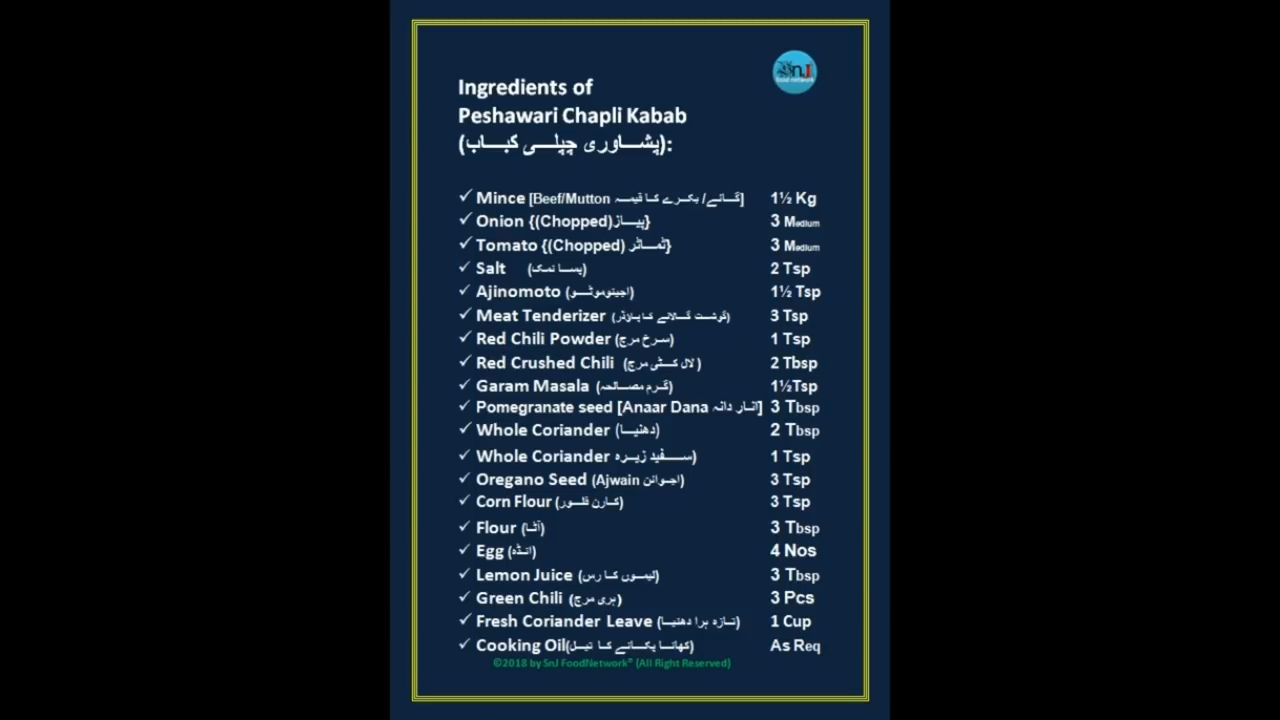 SnJ
food network
Ingredients of
Peshawari Chapli Kabab
(پشاوری چپلی کباب):
✓ Mince [Beef/Mutton گائے/ بکرے کا قیمہ] 1½ Kg
✓ Onion {(Chopped)پیاز} 3 Medium
✓ Tomato {(Chopped) ٹماٹر} 3 Medium
✓ Salt (پسا نمک) 2 Tsp
✓ Ajinomoto (اجینوموٹو) 1½ Tsp
✓ Meat Tenderizer (گوشت گلانے کا پاؤڈر) 3 Tsp
✓ Red Chili Powder (سرخ مرچ) 1 Tsp
✓ Red Crushed Chili (لال کٹی مرچ) 2 Tbsp
✓ Garam Masala (گرم مصالحہ) 1½Tsp
✓ Pomegranate seed [Anaar Dana انار دانہ] 3 Tbsp
✓ Whole Coriander (دھنیا) 2 Tbsp
✓ Whole Coriander سفید زیرہ) 1 Tsp
✓ Oregano Seed (Ajwain اجوائن) 3 Tsp
✓ Corn Flour (کارن فلور) 3 Tsp
✓ Flour (آٹا) 3 Tbsp
✓ Egg (انڈہ) 4 Nos
✓ Lemon Juice (لیموں کا رس) 3 Tbsp
✓ Green Chili (ہری مرچ) 3 Pcs
✓ Fresh Coriander Leave (تازہ ہرا دھنیا) 1 Cup
✓ Cooking Oil(کھانا پکانے کا تیل) As Req
©2018 by SnJ FoodNetwork® (All Right Reserved)